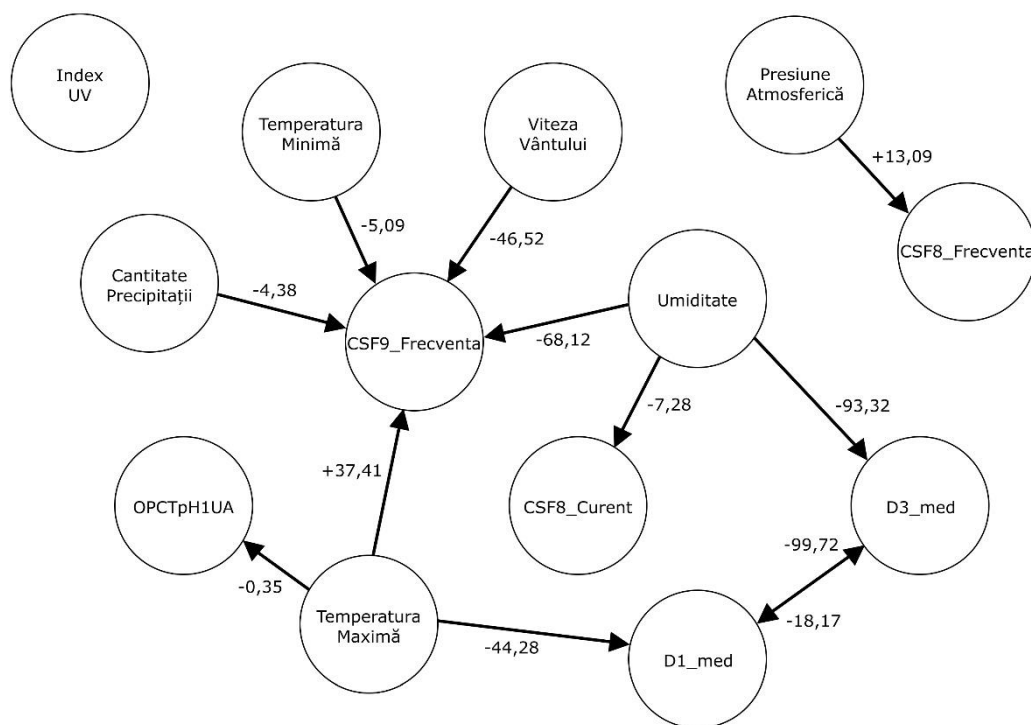 Index
UV
Temperatura
Minimă
Viteza
Vântului
Presiune
Atmosferică
+13,09
-5,09
-46,52
CSF8_Frecventa
Cantitate
Precipitații
-4,38
Umiditate
CSF9_Frecventa
-68,12
-7,28
-93,32
+37,41
OPCTpH1UA
CSF8_Curent
D3_med
-99,72
-0,35
Temperatura
Maximă
-44,28
-18,17
D1_med